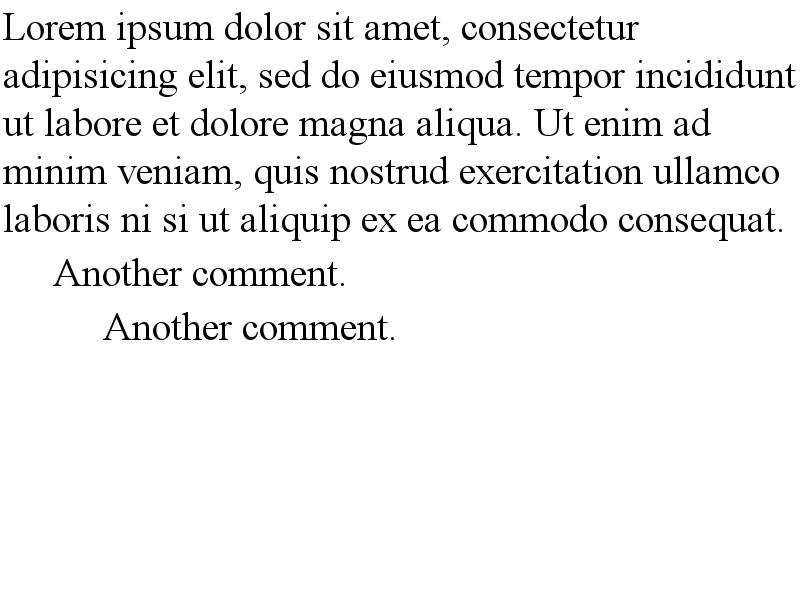 Lorem ipsum dolor sit amet, consectetur
adipisicing elit, sed do eiusmod tempor incididunt
ut labore et dolore magna aliqua. Ut enim ad
minim veniam, quis nostrud exercitation ullamco
laboris ni si ut aliquip ex ea commodo consequat.
Another comment.
Another comment.